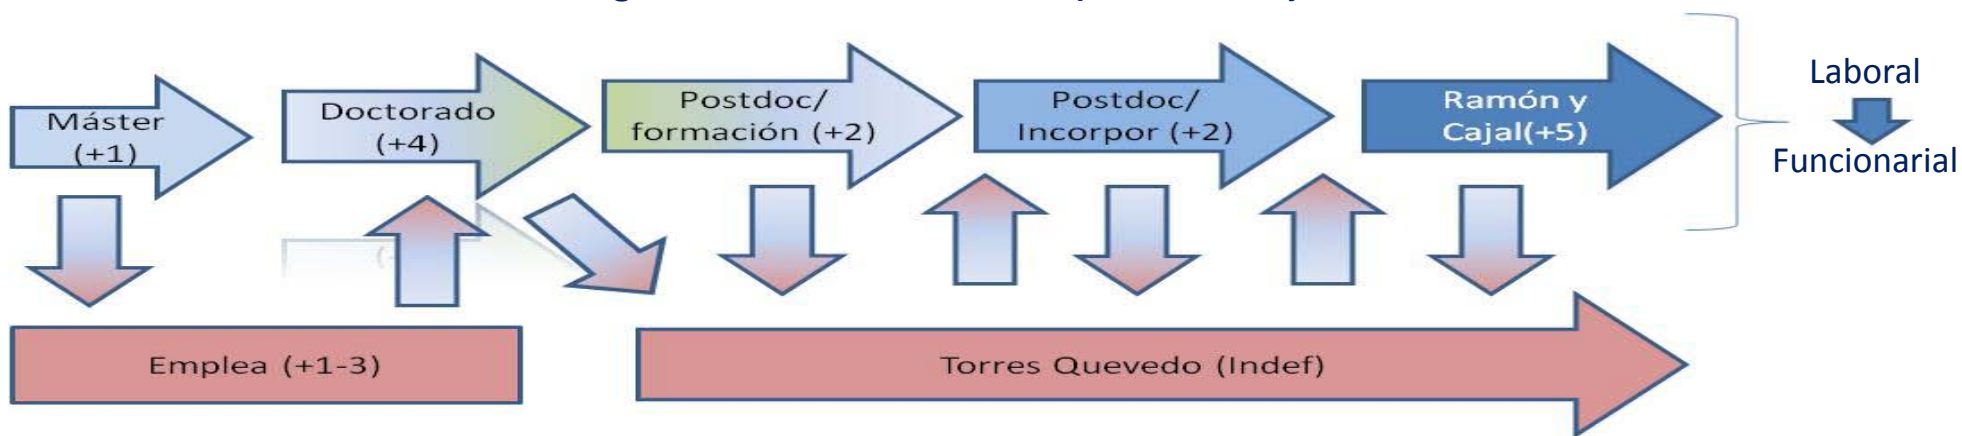 Máster
(+1)
Doctorado
(+4)
Postdoc/
formación (+2)
Postdoc/
Incorpor (+2)
Ramón y
Cajal(+5)
Laboral
Funcionarial
Emplea (+1-3)
Torres Quevedo (Indef)